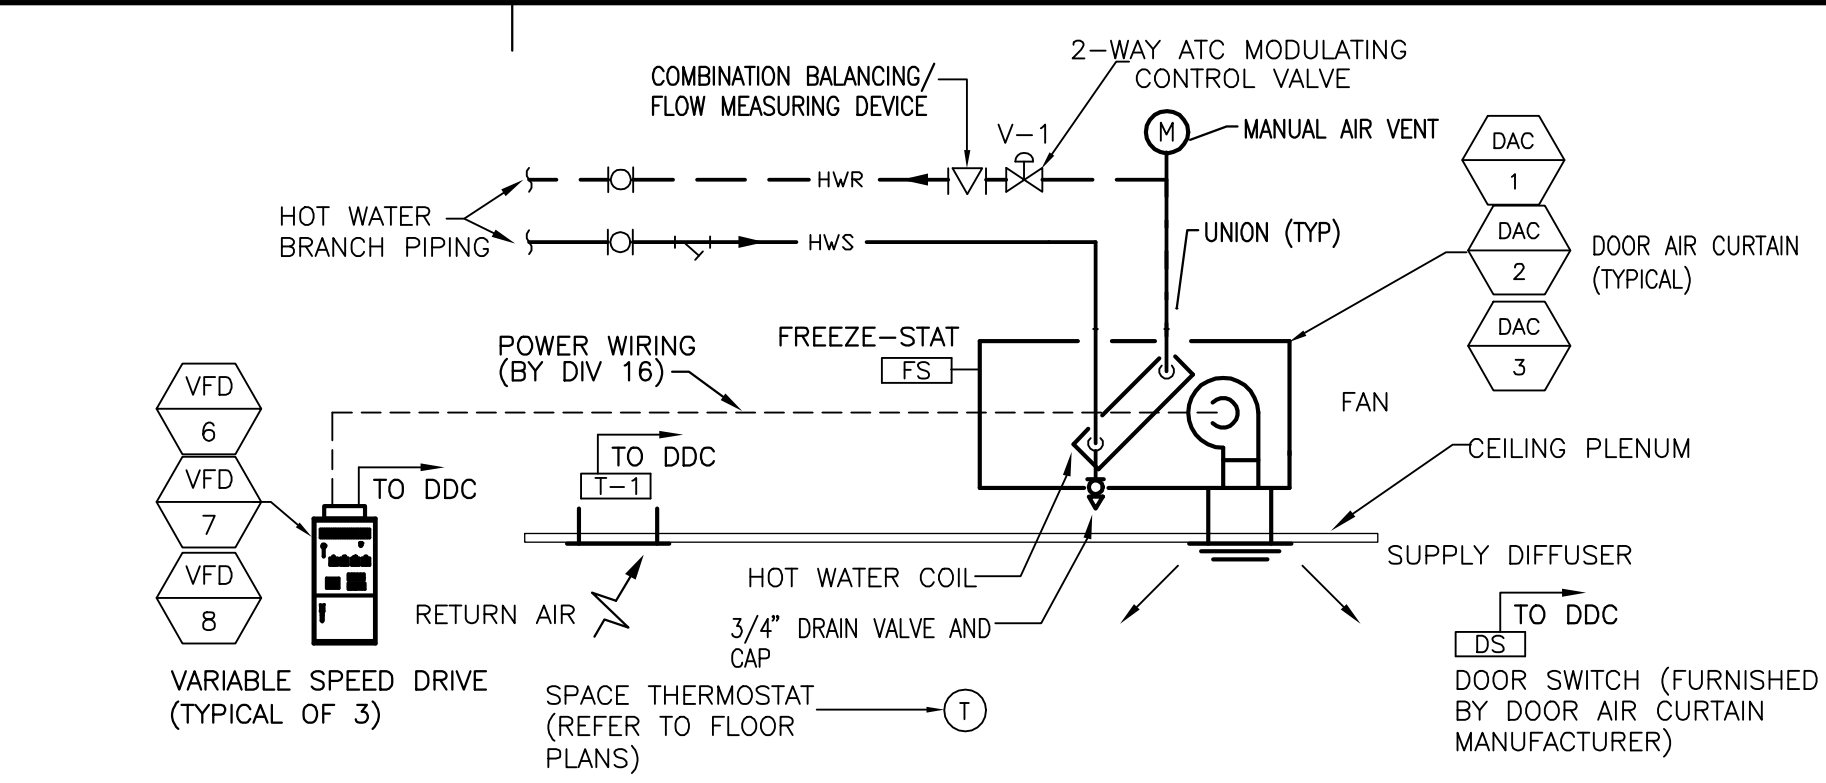 2-WAY ATC MODULATING
CONTROL VALVE
COMBINATION BALANCING/
FLOW MEASURING DEVICE
V-1
M
MANUAL AIR VENT
DAC
1
DAC
2
DAC
3
DOOR AIR CURTAIN
(TYPICAL)
HWR
HOT WATER
BRANCH PIPING
HWS
UNION (TYP)
FREEZE-STAT
FS
POWER WIRING
(BY DIV 16)
VFD
6
VFD
7
VFD
8
TO DDC
TO DDC
T-1
FAN
CEILING PLENUM
SUPPLY DIFFUSER
HOT WATER COIL
RETURN AIR
3/4" DRAIN VALVE AND
CAP
TO DDC
DS
DOOR SWITCH (FURNISHED
BY DOOR AIR CURTAIN
MANUFACTURER)
VARIABLE SPEED DRIVE
(TYPICAL OF 3)
SPACE THERMOSTAT
(REFER TO FLOOR
PLANS)
T